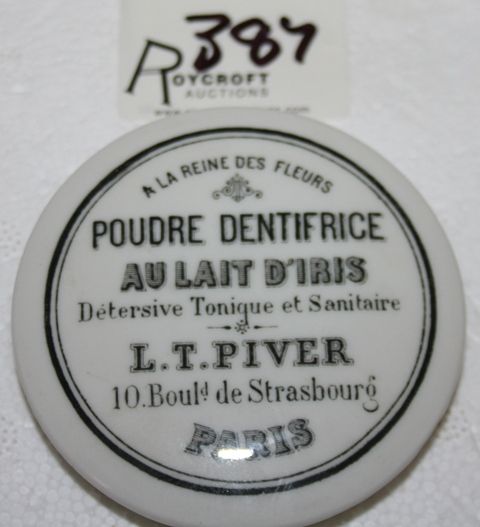 387
ROYCROFT
AUCTIONS
A LA REINE DES FLEURS
POUDRE DENTIFRICE
AU LAIT D'IRIS
Détersive Tonique et Sanitaire
L.T.PIVER
10.Boul.d de Strasbourg
PARIS